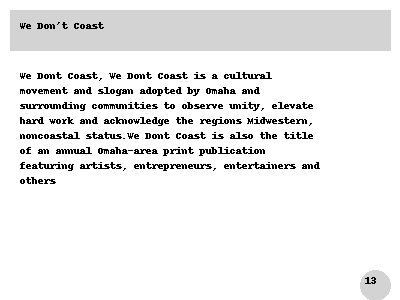 We Don't Coast
We Dont Coast, We Dont Coast is a cultural
movement and slogan adopted by Omaha and
surrounding communities to observe unity, elevate
hard work and acknowledge the regions Midwestern,
noncoastal status.We Dont Coast is also the title
of an annual Omaha-area print publication
featuring artists, entrepreneurs, entertainers and
others
13